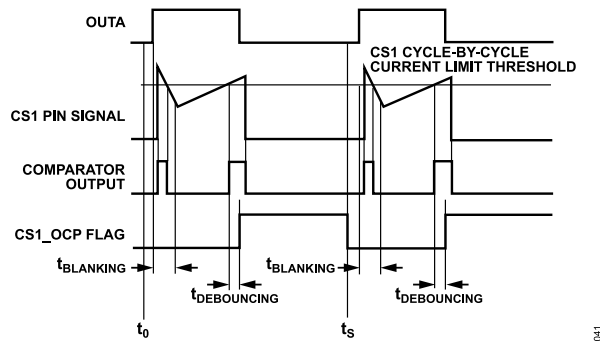 OUTA
CS1 CYCLE-BY-CYCLE
CURRENT LIMIT THRESHOLD
CS1 PIN SIGNAL
COMPARATOR
OUTPUT
CS1_OCP FLAG
tBLANKING
tBLANKING
tDEBOUNCING
tDEBOUNCING
t0
tS
041